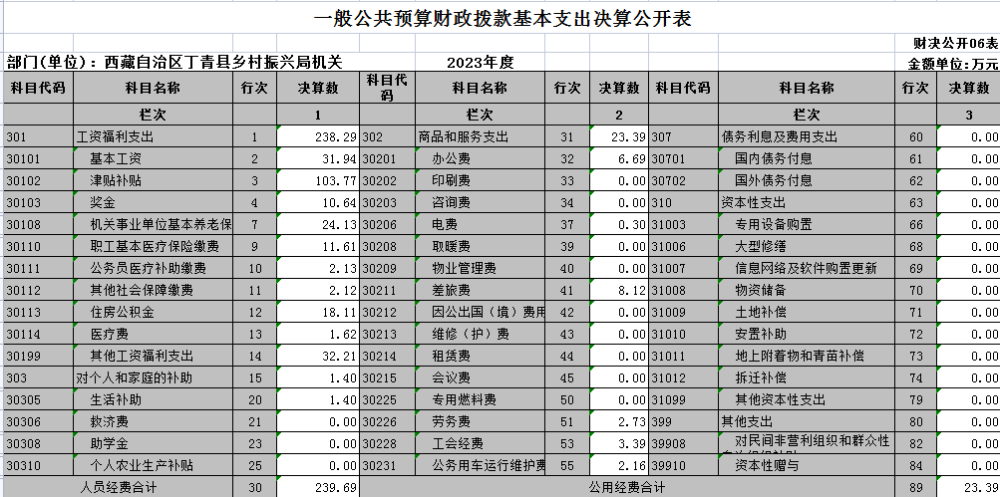 一般公共预算财政拨款基本支出决算公开表
财决公开06表
部门(单位)：西藏自治区丁青县乡村振兴局机关 2023年度 金额单位:万元
科目代码 科目名称 行次 决算数 科目代码 科目名称 行次 决算数 科目代码 科目名称 行次 决算数
栏次 1 栏次 2 栏次 3
301 工资福利支出 1 238.29 302 商品和服务支出 31 23.39 307 债务利息及费用支出 60 0.00
30101 基本工资 2 31.94 30201 办公费 32 6.69 30701 国内债务付息 61 0.00
30102 津贴补贴 3 103.77 30202 印刷费 33 0.00 30702 国外债务付息 62 0.00
30103 奖金 4 10.64 30203 咨询费 34 0.00 310 资本性支出 63 0.00
30108 机关事业单位基本养老保 7 24.13 30206 电费 37 0.30 31003 专用设备购置 66 0.00
30110 职工基本医疗保险缴费 9 11.61 30208 取暖费 39 0.00 31006 大型修缮 68 0.00
30111 公务员医疗补助缴费 10 2.13 30209 物业管理费 40 0.00 31007 信息网络及软件购置更新 69 0.00
30112 其他社会保障缴费 11 2.12 30211 差旅费 41 8.12 31008 物资储备 70 0.00
30113 住房公积金 12 18.11 30212 因公出国（境）费用 42 0.00 31009 土地补偿 71 0.00
30114 医疗费 13 1.62 30213 维修（护）费 43 0.00 31010 安置补助 72 0.00
30199 其他工资福利支出 14 32.21 30214 租赁费 44 0.00 31011 地上附着物和青苗补偿 73 0.00
303 对个人和家庭的补助 15 1.40 30215 会议费 45 0.00 31012 拆迁补偿 74 0.00
30305 生活补助 20 1.40 30225 专用燃料费 50 0.00 31099 其他资本性支出 79 0.00
30306 救济费 21 0.00 30226 劳务费 51 2.73 399 其他支出 80 0.00
30308 助学金 23 0.00 30228 工会经费 53 3.39 39908 对民间非营利组织和群众性 82 0.00
30310 个人农业生产补贴 25 0.00 30231 公务用车运行维护费 55 2.16 39910 资本性赠与 84 0.00
人员经费合计 30 239.69 公用经费合计 89 23.39